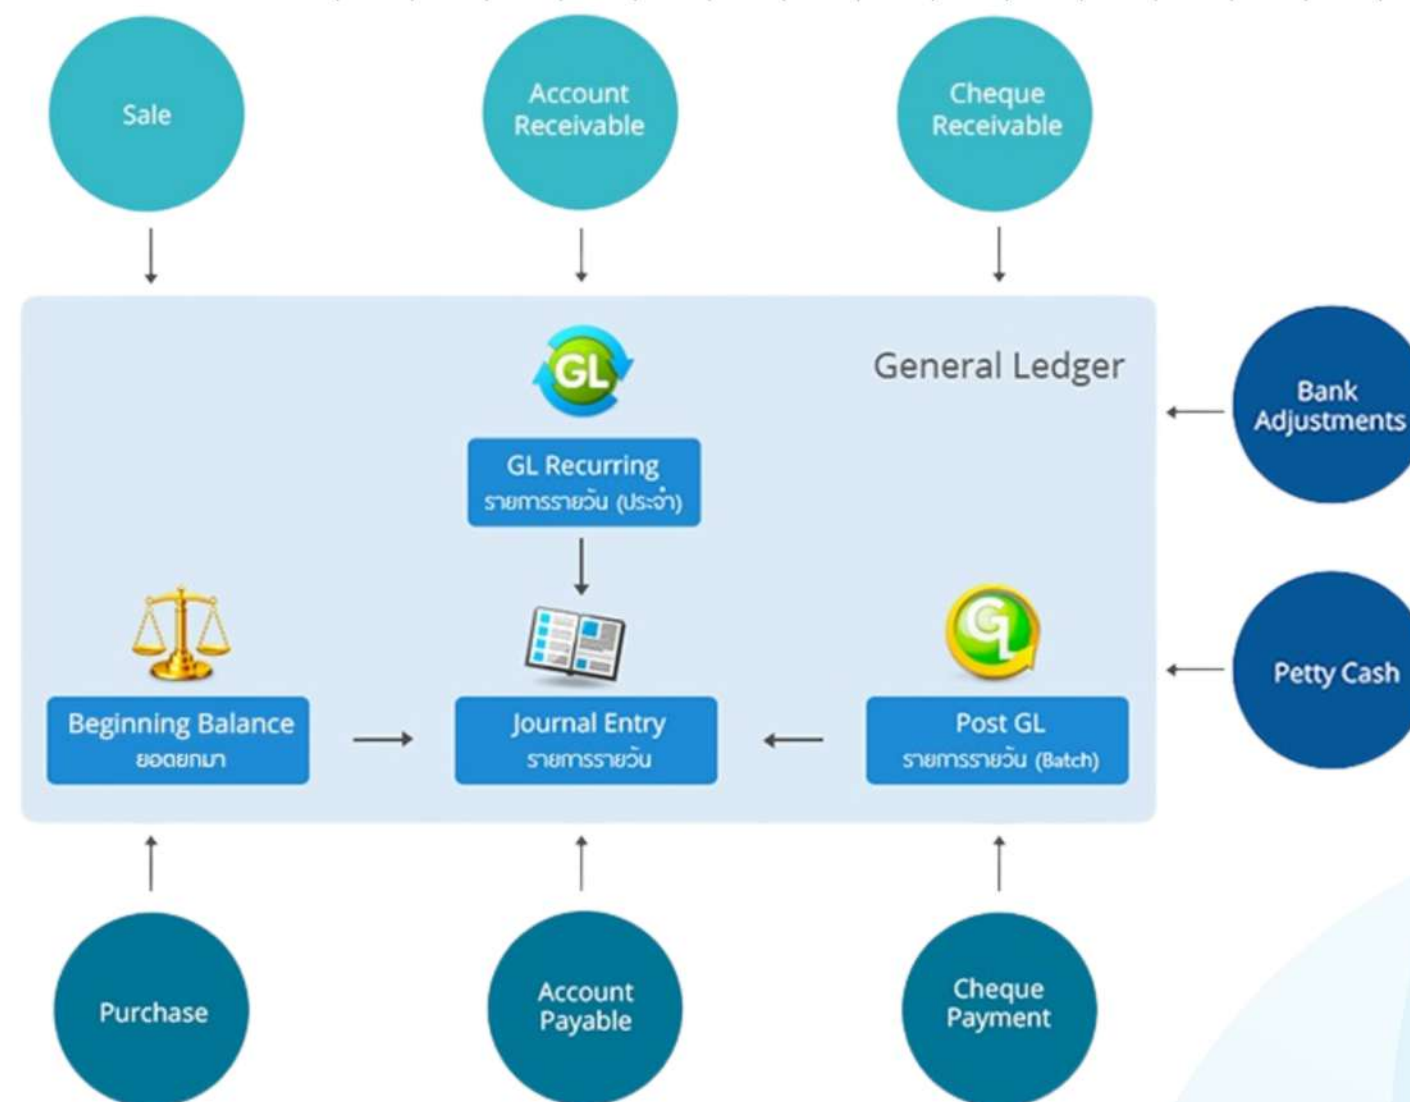 Sale
Account
Receivable
Cheque
Receivable
General Ledger
GL
GL Recurring
รายการรายวัน (ประจำ)
Bank
Adjustments
Beginning Balance
ยอดยกมา
Journal Entry
รายการรายวัน
GL
Post GL
รายการรายวัน (Batch)
Petty Cash
Purchase
Account
Payable
Cheque
Payment